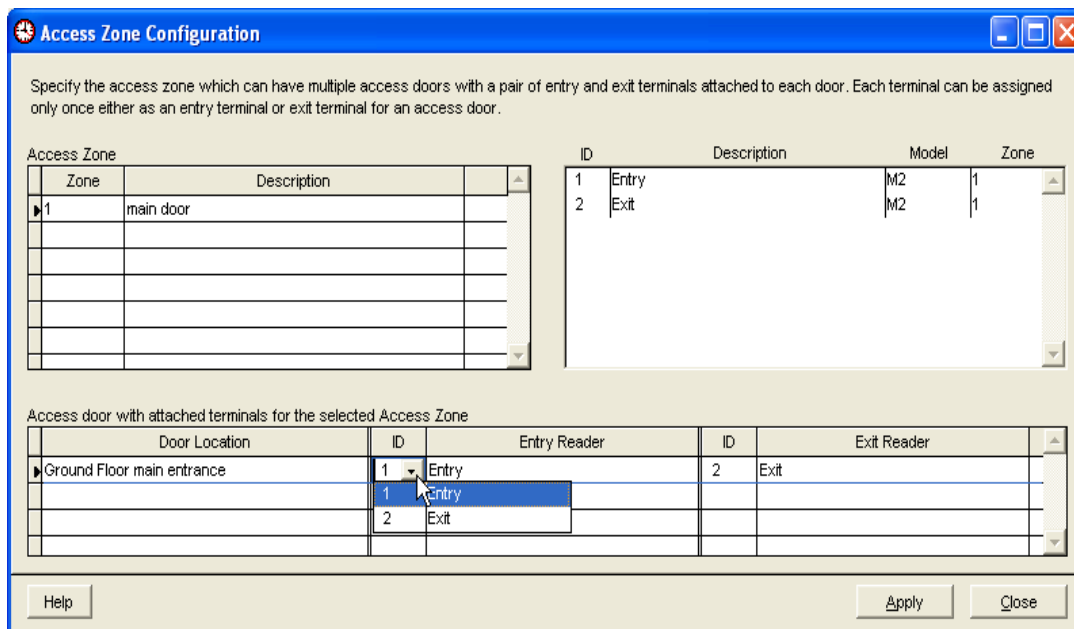 Access Zone Configuration
Specify the access zone which can have multiple access doors with a pair of entry and exit terminals attached to each door. Each terminal can be assigned
only once either as an entry terminal or exit terminal for an access door.
Access Zone
Zone Description
1 main door
ID Description Model Zone
1 Entry M2 1
2 Exit M2 1
Access door with attached terminals for the selected Access Zone
Door Location ID Entry Reader ID Exit Reader
Ground Floor main entrance 1 Entry 2 Exit
1 Entry
2 Exit
Help Apply Close